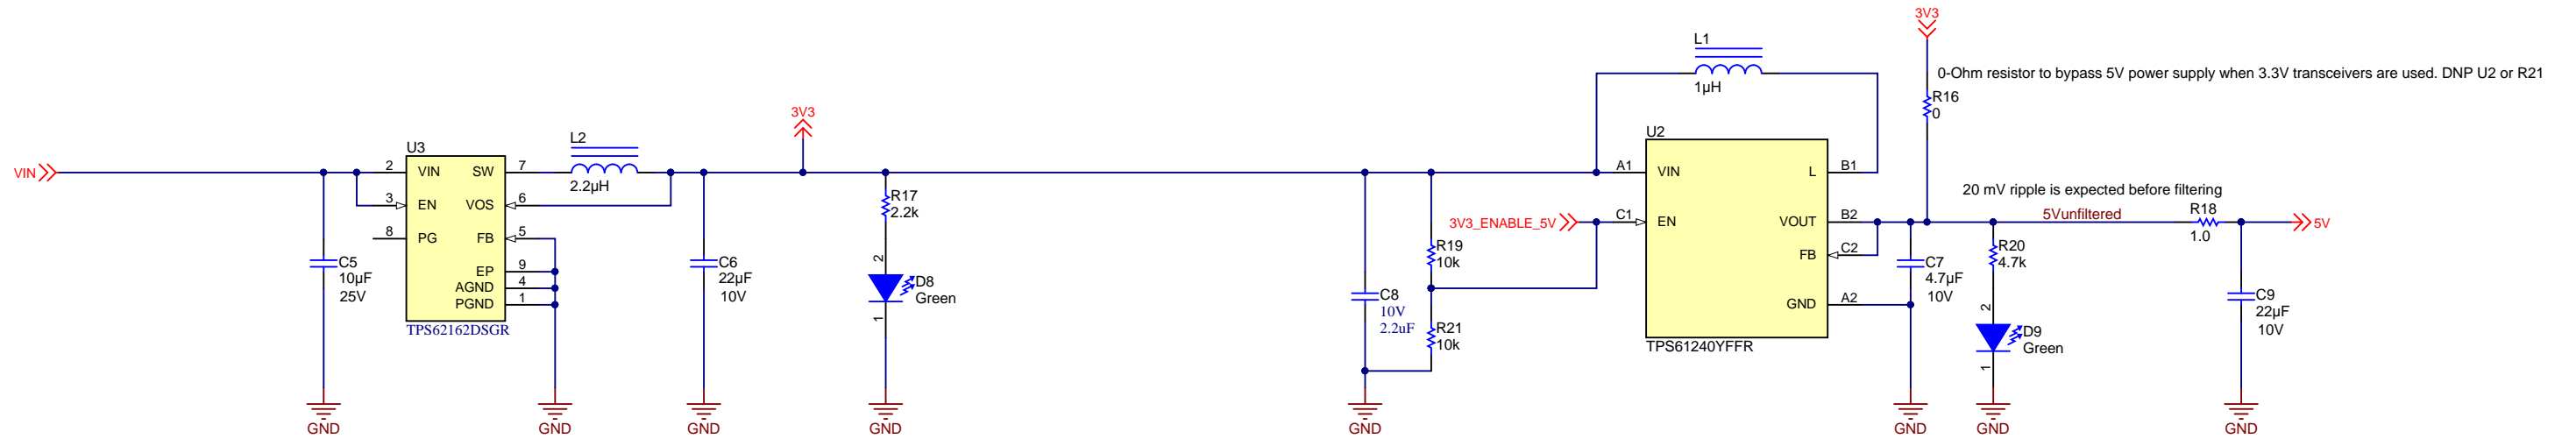 VIN
C5
10µF
25V
GND
U3
2
VIN
SW
7
3
EN
VOS
6
8
PG
FB
5
EP
9
AGND
4
PGND
1
TPS62162DSGR
GND
L2
2.2µH
C6
22µF
10V
GND
3V3
R17
2.2k
2
D8
Green
1
GND
C8
10V
2.2uF
GND
R19
10k
R21
10k
3V3_ENABLE_5V
L1
1µH
U2
A1
VIN
L
B1
C1
EN
VOUT
B2
FB
C2
GND
A2
TPS61240YFFR
C7
4.7µF
10V
GND
3V3
0-Ohm resistor to bypass 5V power supply when 3.3V transceivers are used. DNP U2 or R21
R16
0
20 mV ripple is expected before filtering
5Vunfiltered
R20
4.7k
2
D9
Green
1
GND
R18
1.0
5V
C9
22µF
10V
GND